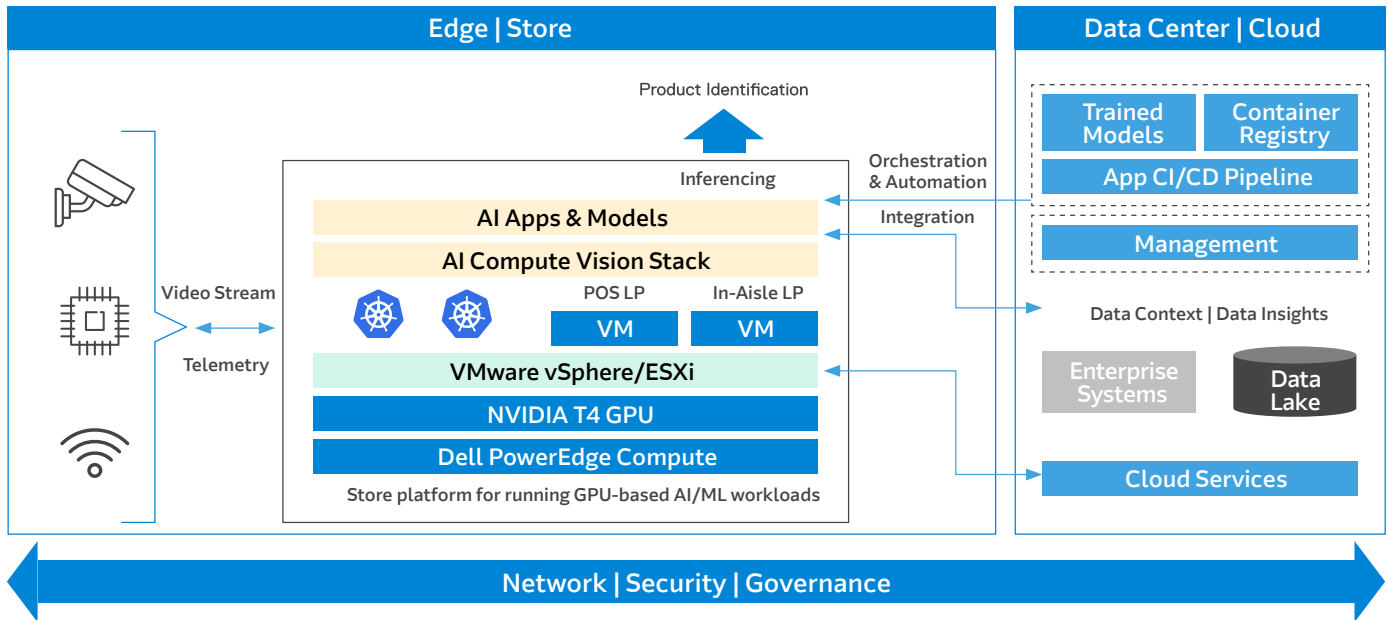 Edge | Store
Product Identification
Inferencing
AI Apps & Models
AI Compute Vision Stack
POS LP
In-Aisle LP
VM
VM
VMware vSphere/ESXi
NVIDIA T4 GPU
Dell PowerEdge Compute
Store platform for running GPU-based AI/ML workloads
Video Stream
Telemetry
Orchestration
& Automation
Integration
Data Center | Cloud
Trained
Models
Container
Registry
App CI/CD Pipeline
Management
Data Context | Data Insights
Enterprise
Systems
Data
Lake
Cloud Services
Network | Security | Governance